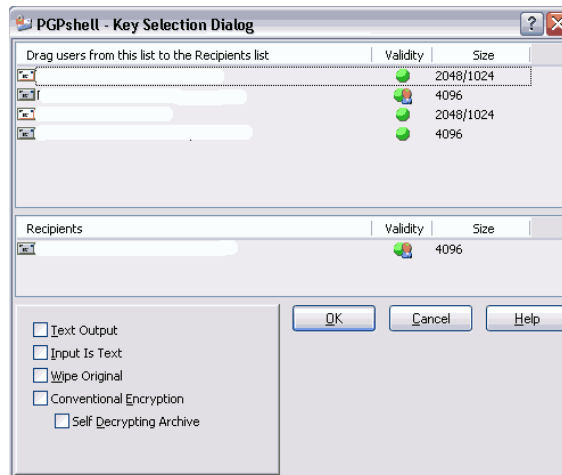 PGPshell - Key Selection Dialog
Drag users from this list to the Recipients list Validity Size
2048/1024
4096
2048/1024
4096
Recipients Validity Size
4096
Text Output
Input Is Text
Wipe Original
Conventional Encryption
Self Decrypting Archive
OK Cancel Help